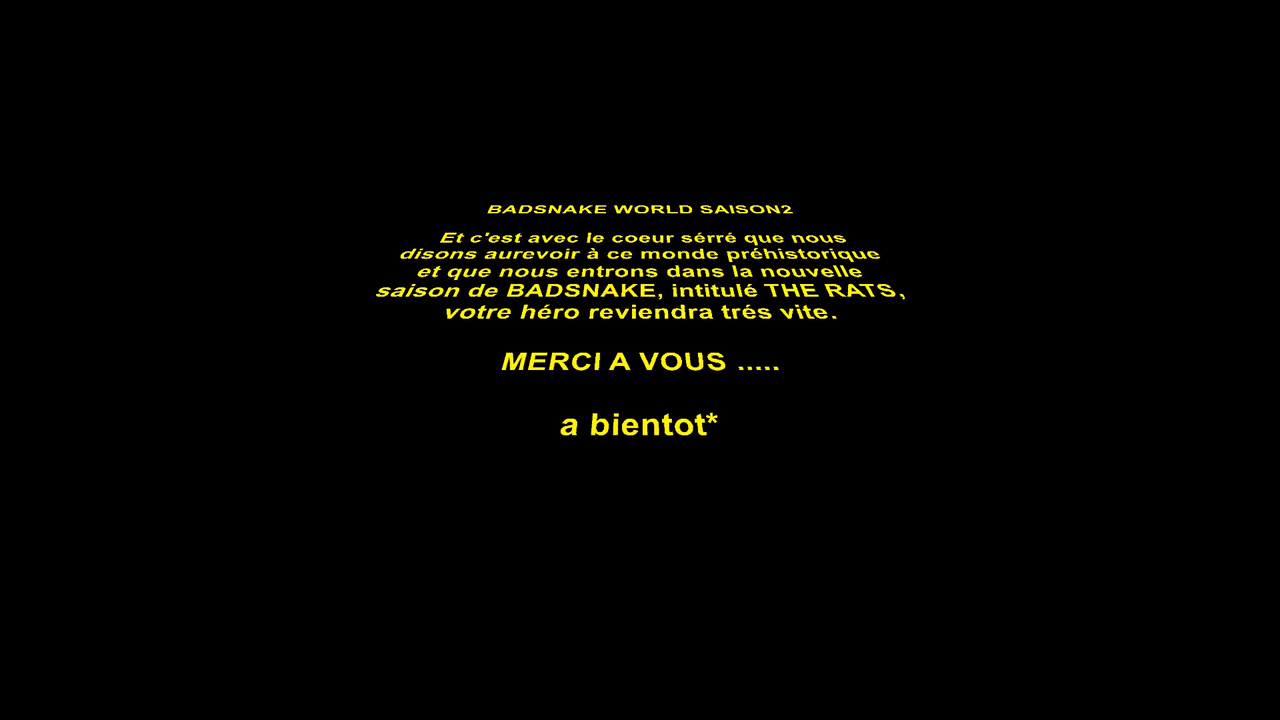 BADSNAKE WORLD SAISON2
Et c'est avec le coeur sérré que nous
disons aurevoir à ce monde préhistorique
et que nous entrons dans la nouvelle
saison de BADSNAKE, intitulé THE RATS,
votre héro reviendra trés vite.
MERCI A VOUS .....
a bientot*